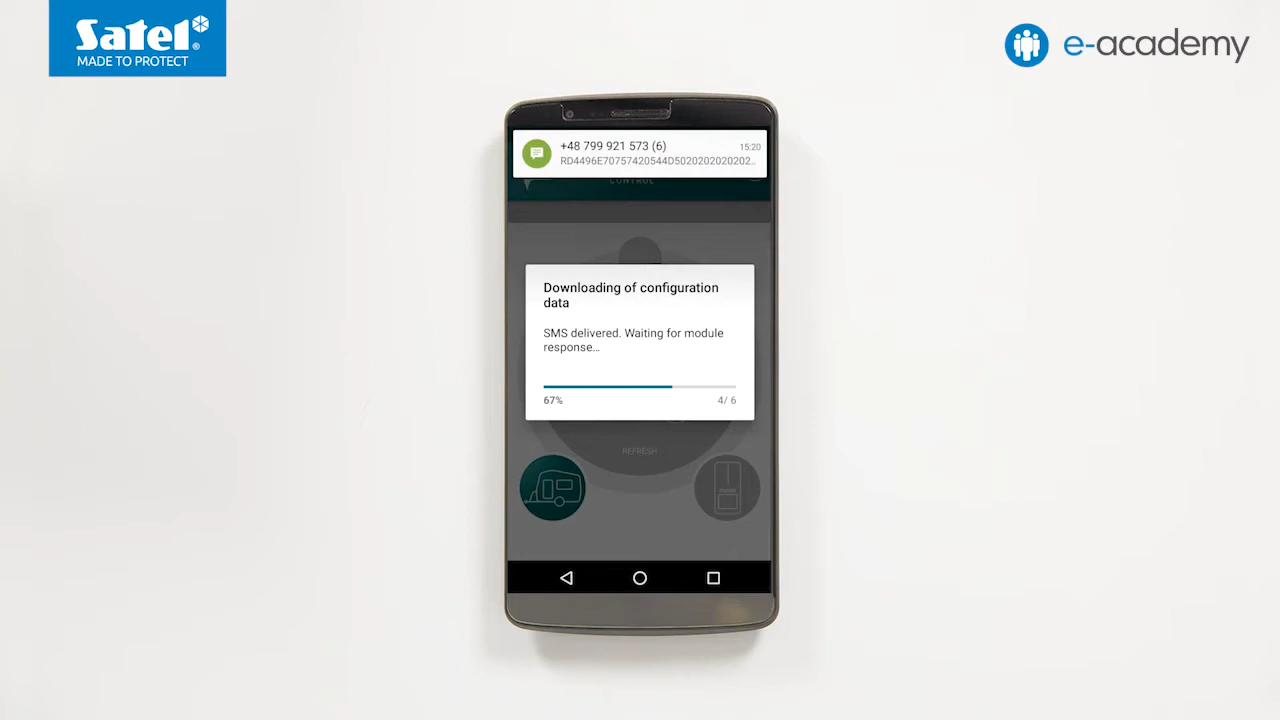 Satel®
MADE TO PROTECT
e-academy
+48 799 921 573 (6)
15:20
RD4496E70757420544D5020202020202...
CONTROL
Downloading of configuration
data
SMS delivered. Waiting for module
response...
67%
4/ 6
REFRESH